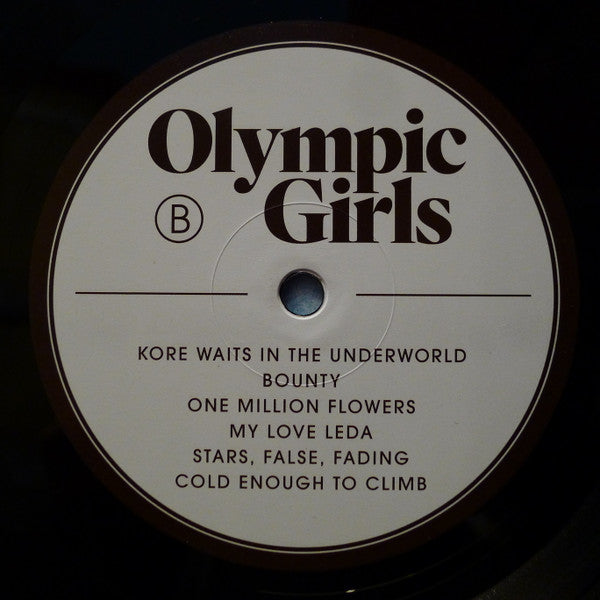 Olympic
Girls
B
KORE WAITS IN THE UNDERWORLD
BOUNTY
ONE MILLION FLOWERS
MY LOVE LEDA
STARS, FALSE, FADING
COLD ENOUGH TO CLIMB